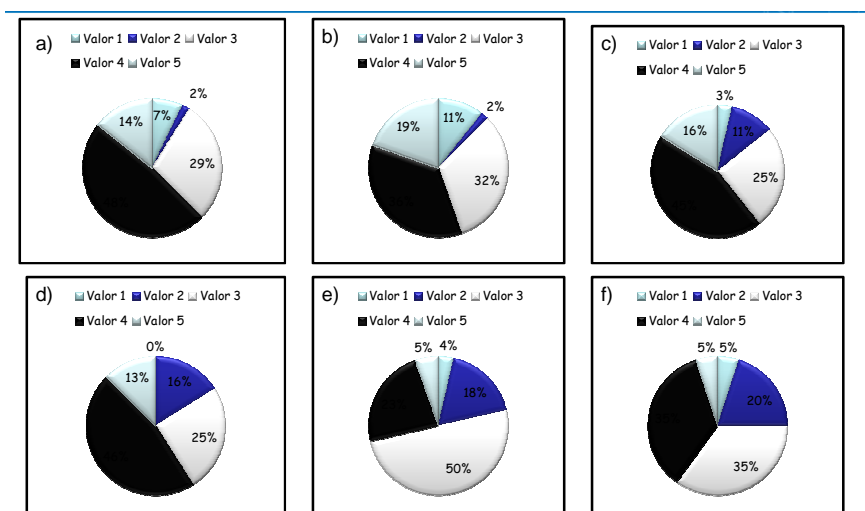 a)
Valor 1 Valor 2 Valor 3
Valor 4 Valor 5
2%
14% 7%
29%
b)
Valor 1 Valor 2 Valor 3
Valor 4 Valor 5
2%
19% 11%
32%
c)
Valor 1 Valor 2 Valor 3
Valor 4 Valor 5
3%
16% 11%
25%
d)
Valor 1 Valor 2 Valor 3
Valor 4 Valor 5
0%
13% 16%
25%
e)
Valor 1 Valor 2 Valor 3
Valor 4 Valor 5
5% 4%
18%
50%
f)
Valor 1 Valor 2 Valor 3
Valor 4 Valor 5
5% 5%
20%
35%